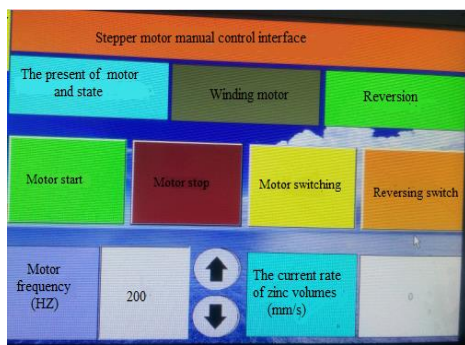 Stepper motor manual control interface
The present of motor
and state
Winding motor
Reversion
Motor start
Motor stop
Motor switching
Reversing switch
Motor
frequency
(HZ)
200
The current rate
of zinc volumes
(mm/s)
0